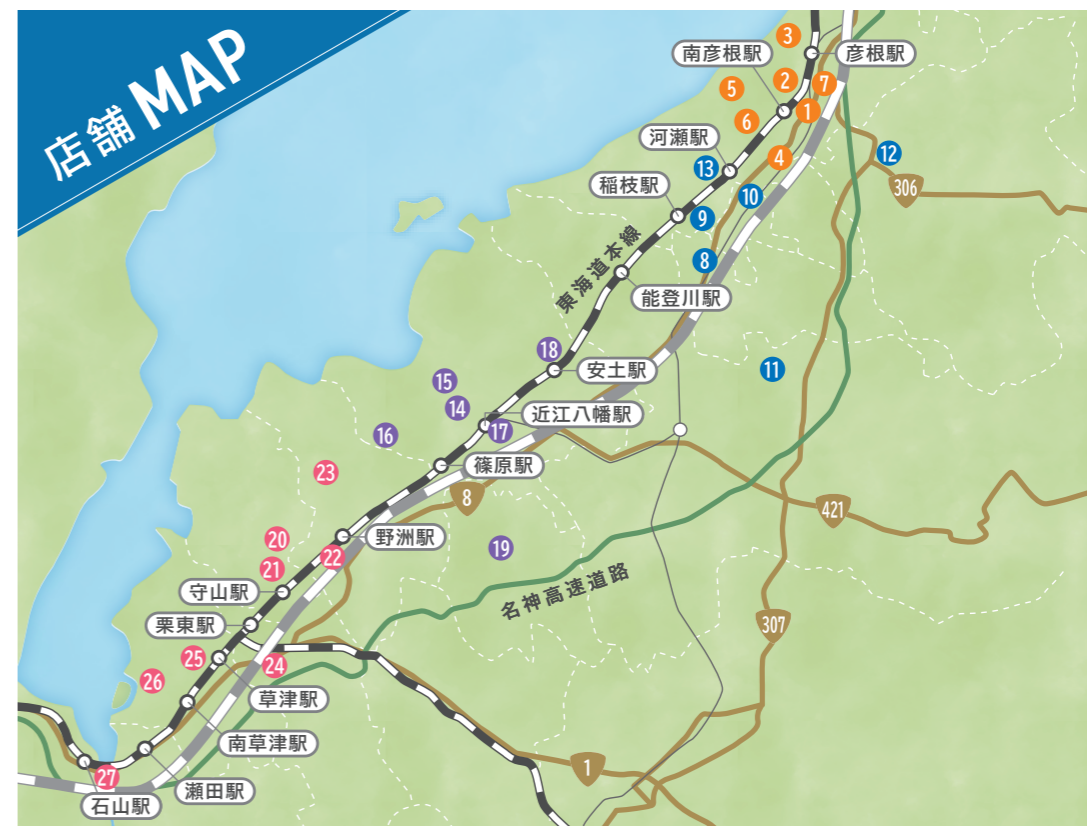 店舗MAP
3
南彦根駅
彦根駅
5
2
7
6
1
河瀬駅
4
12
13
306
稲枝駅
10
9
東海道本線
8
能登川駅
18
安土駅
11
15
14
近江八幡駅
16
17
篠原駅
23
8
421
20
野洲駅
22
19
21
名神高速道路
守山駅
栗東駅
307
25
24
26
草津駅
南草津駅
1
27
瀬田駅
石山駅